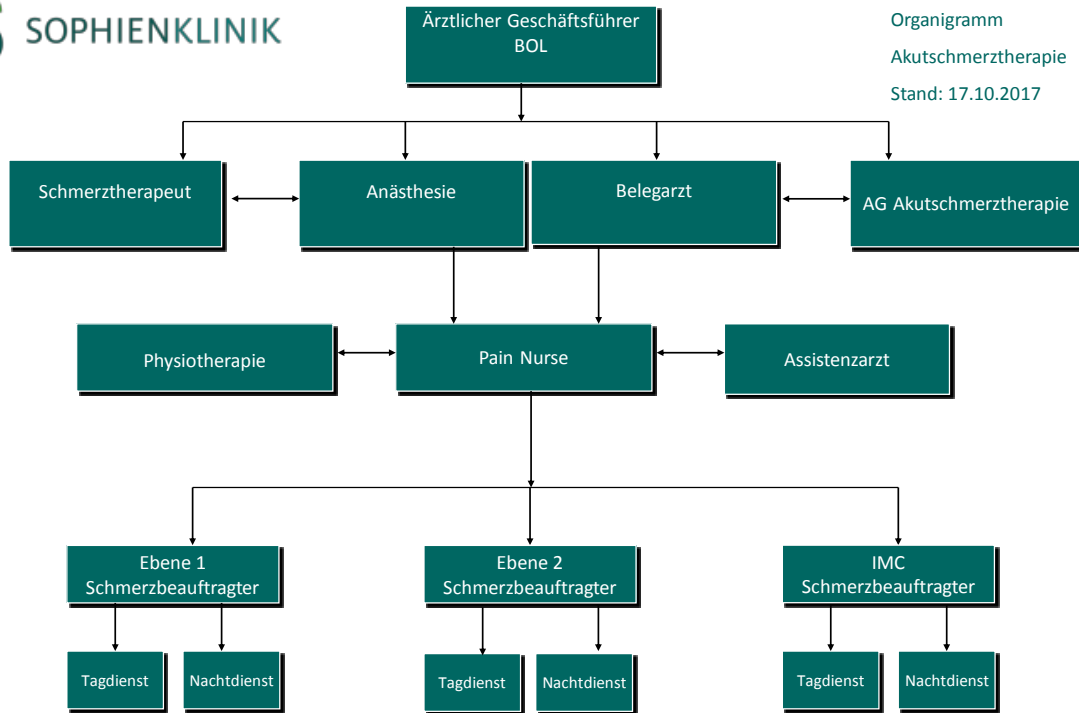 SOPHIENKLINIK
Ärztlicher Geschäftsführer
BOL
Organigramm
Akutschmerztherapie
Stand: 17.10.2017
Schmerztherapeut
Anästhesie
Belegarzt
AG Akutschmerztherapie
Physiotherapie
Pain Nurse
Assistenzarzt
Ebene 1
Schmerzbeauftragter
Ebene 2
Schmerzbeauftragter
IMC
Schmerzbeauftragter
Tagdienst
Nachtdienst
Tagdienst
Nachtdienst
Tagdienst
Nachtdienst